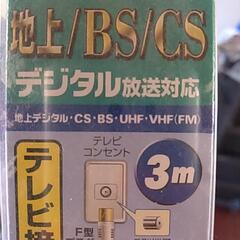 地上/BS/CS
デジタル放送対応
地上デジタル・CS・BS・UHF・VHF(FM)
テレビ
コンセント
3m
テレビ接
F型